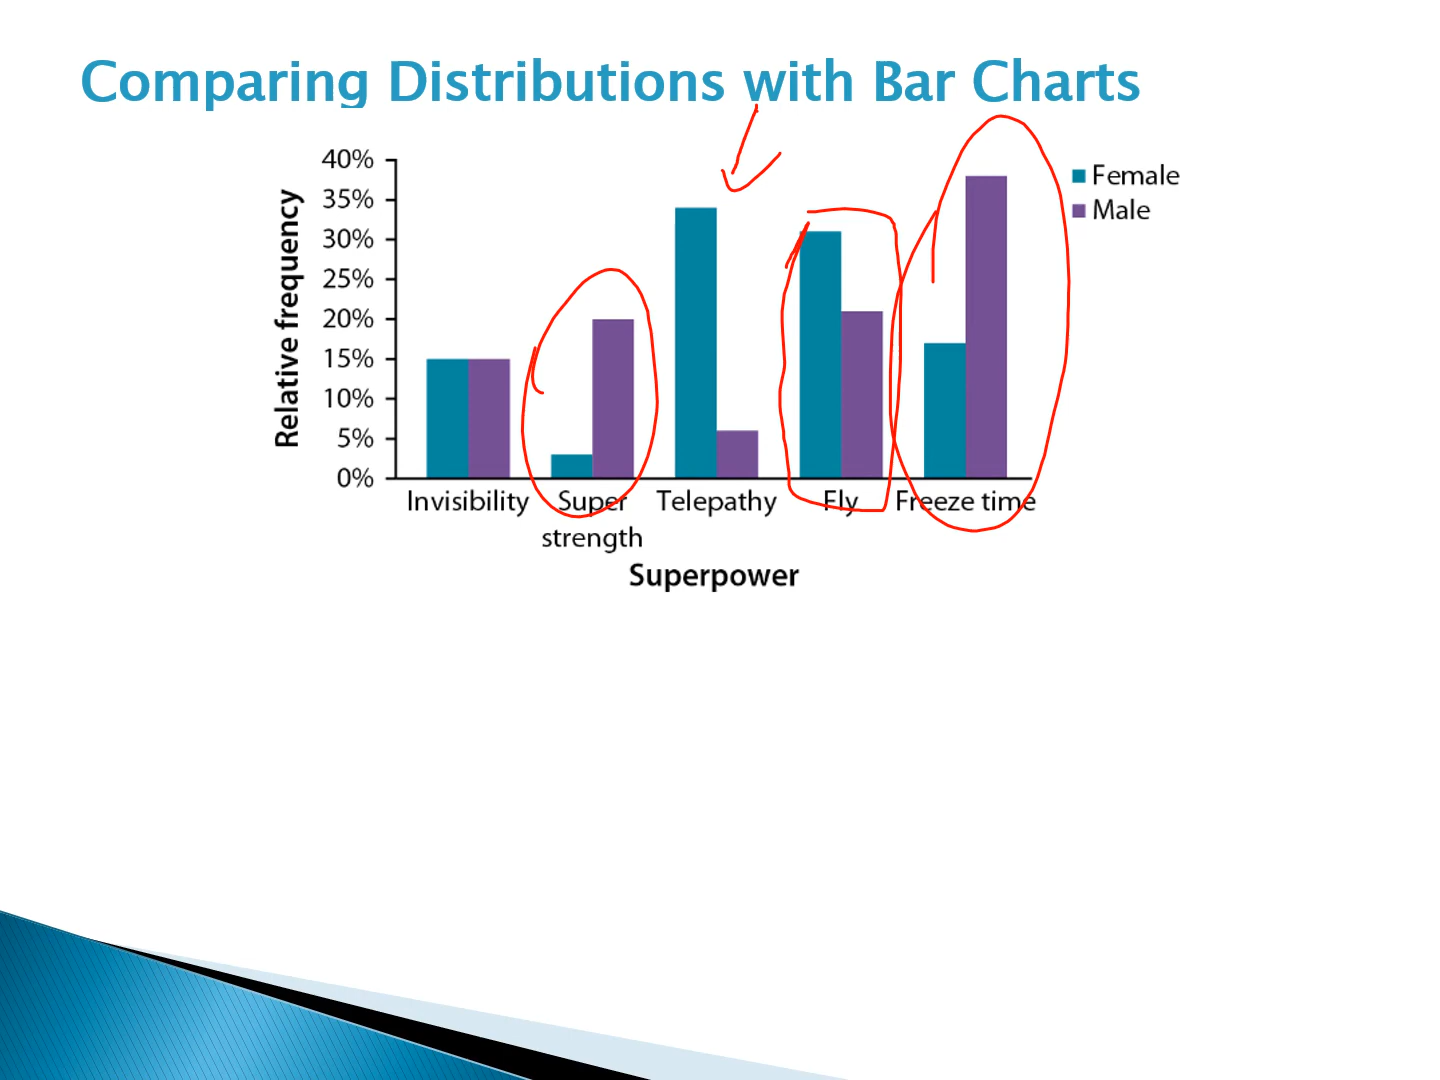 Comparing Distributions with Bar Charts
40%
35%
30%
25%
20%
15%
10%
5%
0%
Relative frequency
Female
Male
Invisibility
Super
strength
Telepathy
Fly
Freeze time
Superpower